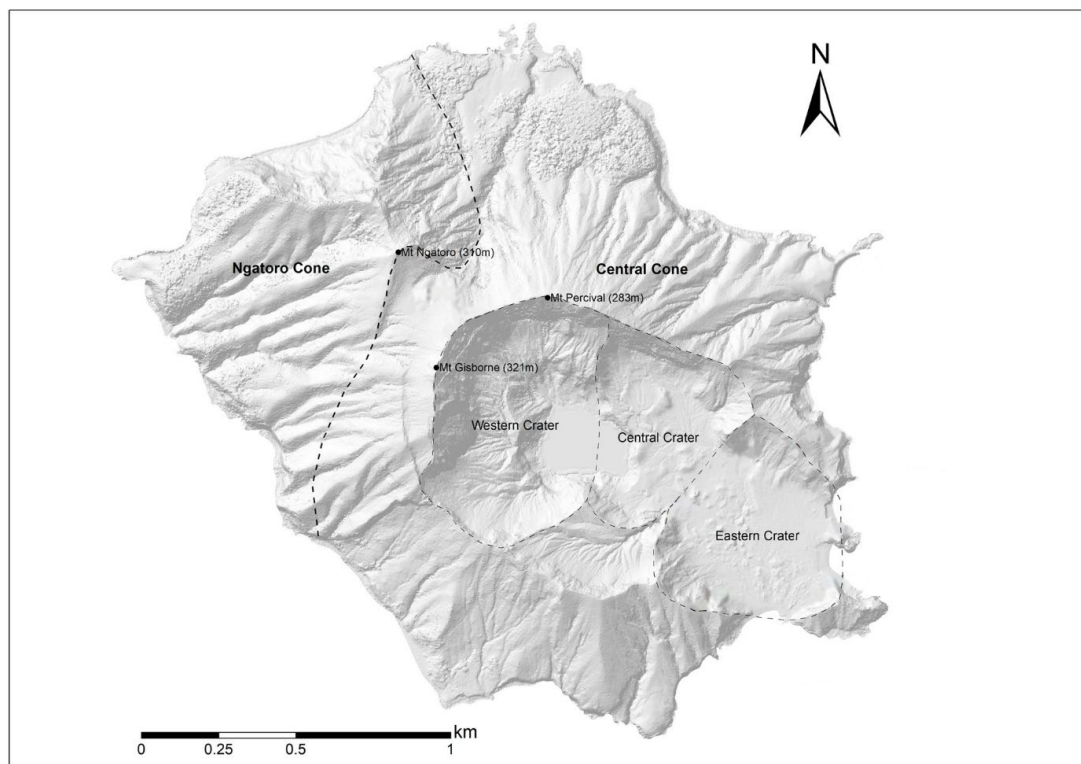 N
Mt Ngatoro (310m)
Ngatoro Cone
Central Cone
Mt Percival (283m)
Mt Gisborne (321m)
Western Crater
Central Crater
Eastern Crater
km
0 0.25 0.5 1